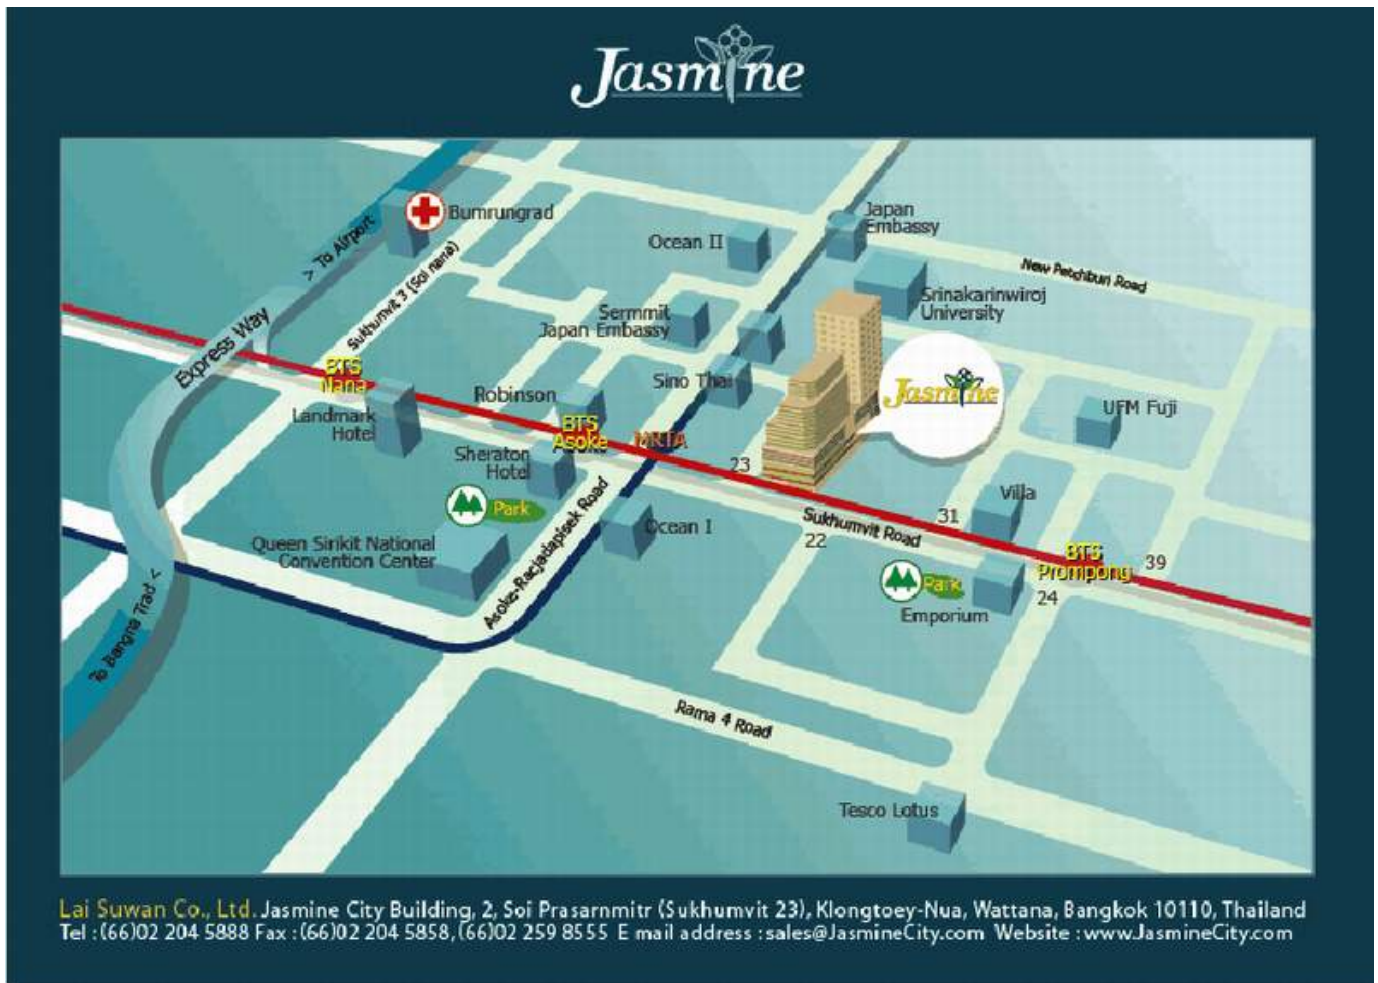 Jasmine
Bumrungrad
> To Airport
Sukhumvit 3 (Soi nana)
Express Way
Ocean II
Japan
Embassy
New Petchburi Road
Srinakarinwiroj
University
Sermmit
Japan Embassy
Sino Thai
Jasmine
UFM Fuji
BTS
Nana
Landmark
Hotel
Robinson
BTS
Asoke
MRTA
Sheraton
Hotel
Park
Queen Sirikit National
Convention Center
Asoke-Racjadapisek Road
Ocean I
23
Sukhumvit Road
22
31
Villa
BTS
Prompong
39
24
Park
Emporium
To Bangna Trad <
Rama 4 Road
Tesco Lotus
Lai Suwan Co., Ltd. Jasmine City Building, 2, Soi Prasarnmitr (Sukhumvit 23), Klongtoey-Nua, Wattana, Bangkok 10110, Thailand
Tel :(66)02 204 5888 Fax :(66)02 204 5858, (66)02 259 8555 E mail address :sales@JasmineCity.com Website :www.JasmineCity.com